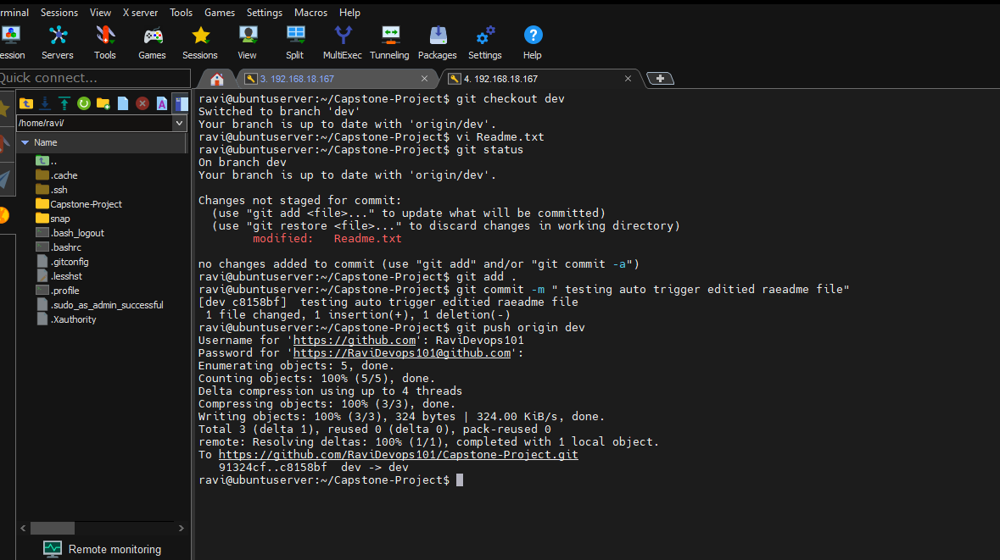 rminal Sessions View X server Tools Games Settings Macros Help
ession Servers Tools Games Sessions View Split MultiExec Tunneling Packages Settings Help
Quick connect...
3. 192.168.18.167
4. 192.168.18.167
/home/ravi/
Name
..
.cache
.ssh
Capstone-Project
snap
.bash_logout
.bashrc
.gitconfig
.lesshst
.profile
.sudo_as_admin_successful
.Xauthority
Remote monitoring
ravi@ubuntuserver:~/Capstone-Project$ git checkout dev
Switched to branch 'dev'
Your branch is up to date with 'origin/dev'.
ravi@ubuntuserver:~/Capstone-Project$ vi Readme.txt
ravi@ubuntuserver:~/Capstone-Project$ git status
On branch dev
Your branch is up to date with 'origin/dev'.
Changes not staged for commit:
  (use "git add <file>..." to update what will be committed)
  (use "git restore <file>..." to discard changes in working directory)
        modified:   Readme.txt
no changes added to commit (use "git add" and/or "git commit -a")
ravi@ubuntuserver:~/Capstone-Project$ git add .
ravi@ubuntuserver:~/Capstone-Project$ git commit -m " testing auto trigger editied raeadme file"
[dev c8158bf]  testing auto trigger editied raeadme file
 1 file changed, 1 insertion(+), 1 deletion(-)
ravi@ubuntuserver:~/Capstone-Project$ git push origin dev
Username for 'https://github.com': RaviDevops101
Password for 'https://RaviDevops101@github.com':
Enumerating objects: 5, done.
Counting objects: 100% (5/5), done.
Delta compression using up to 4 threads
Compressing objects: 100% (3/3), done.
Writing objects: 100% (3/3), 324 bytes | 324.00 KiB/s, done.
Total 3 (delta 1), reused 0 (delta 0), pack-reused 0
remote: Resolving deltas: 100% (1/1), completed with 1 local object.
To https://github.com/RaviDevops101/Capstone-Project.git
   91324cf..c8158bf  dev -> dev
ravi@ubuntuserver:~/Capstone-Project$